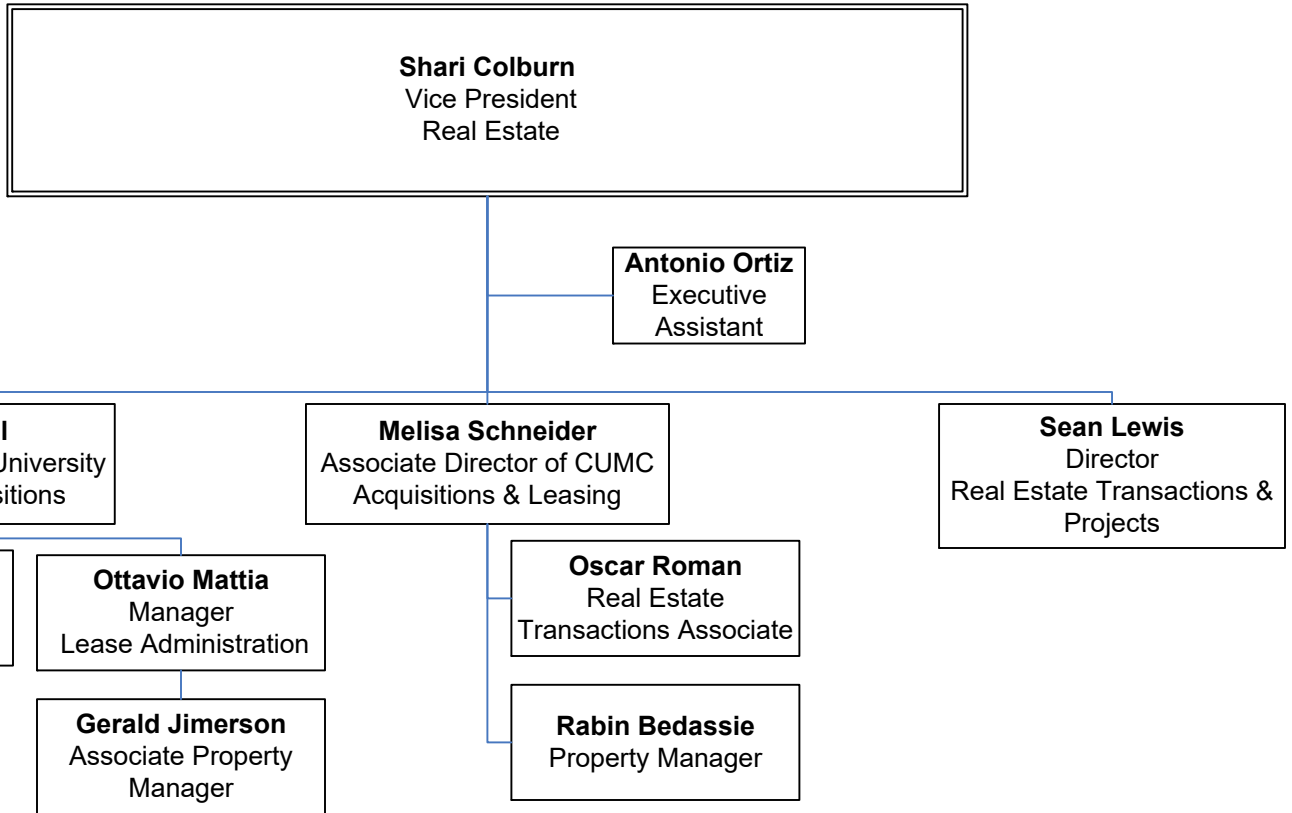 Shari Colburn
Vice President
Real Estate
Antonio Ortiz
Executive
Assistant
l
University
sitions
Melisa Schneider
Associate Director of CUMC
Acquisitions & Leasing
Sean Lewis
Director
Real Estate Transactions &
Projects
Ottavio Mattia
Manager
Lease Administration
Gerald Jimerson
Associate Property
Manager
Oscar Roman
Real Estate
Transactions Associate
Rabin Bedassie
Property Manager